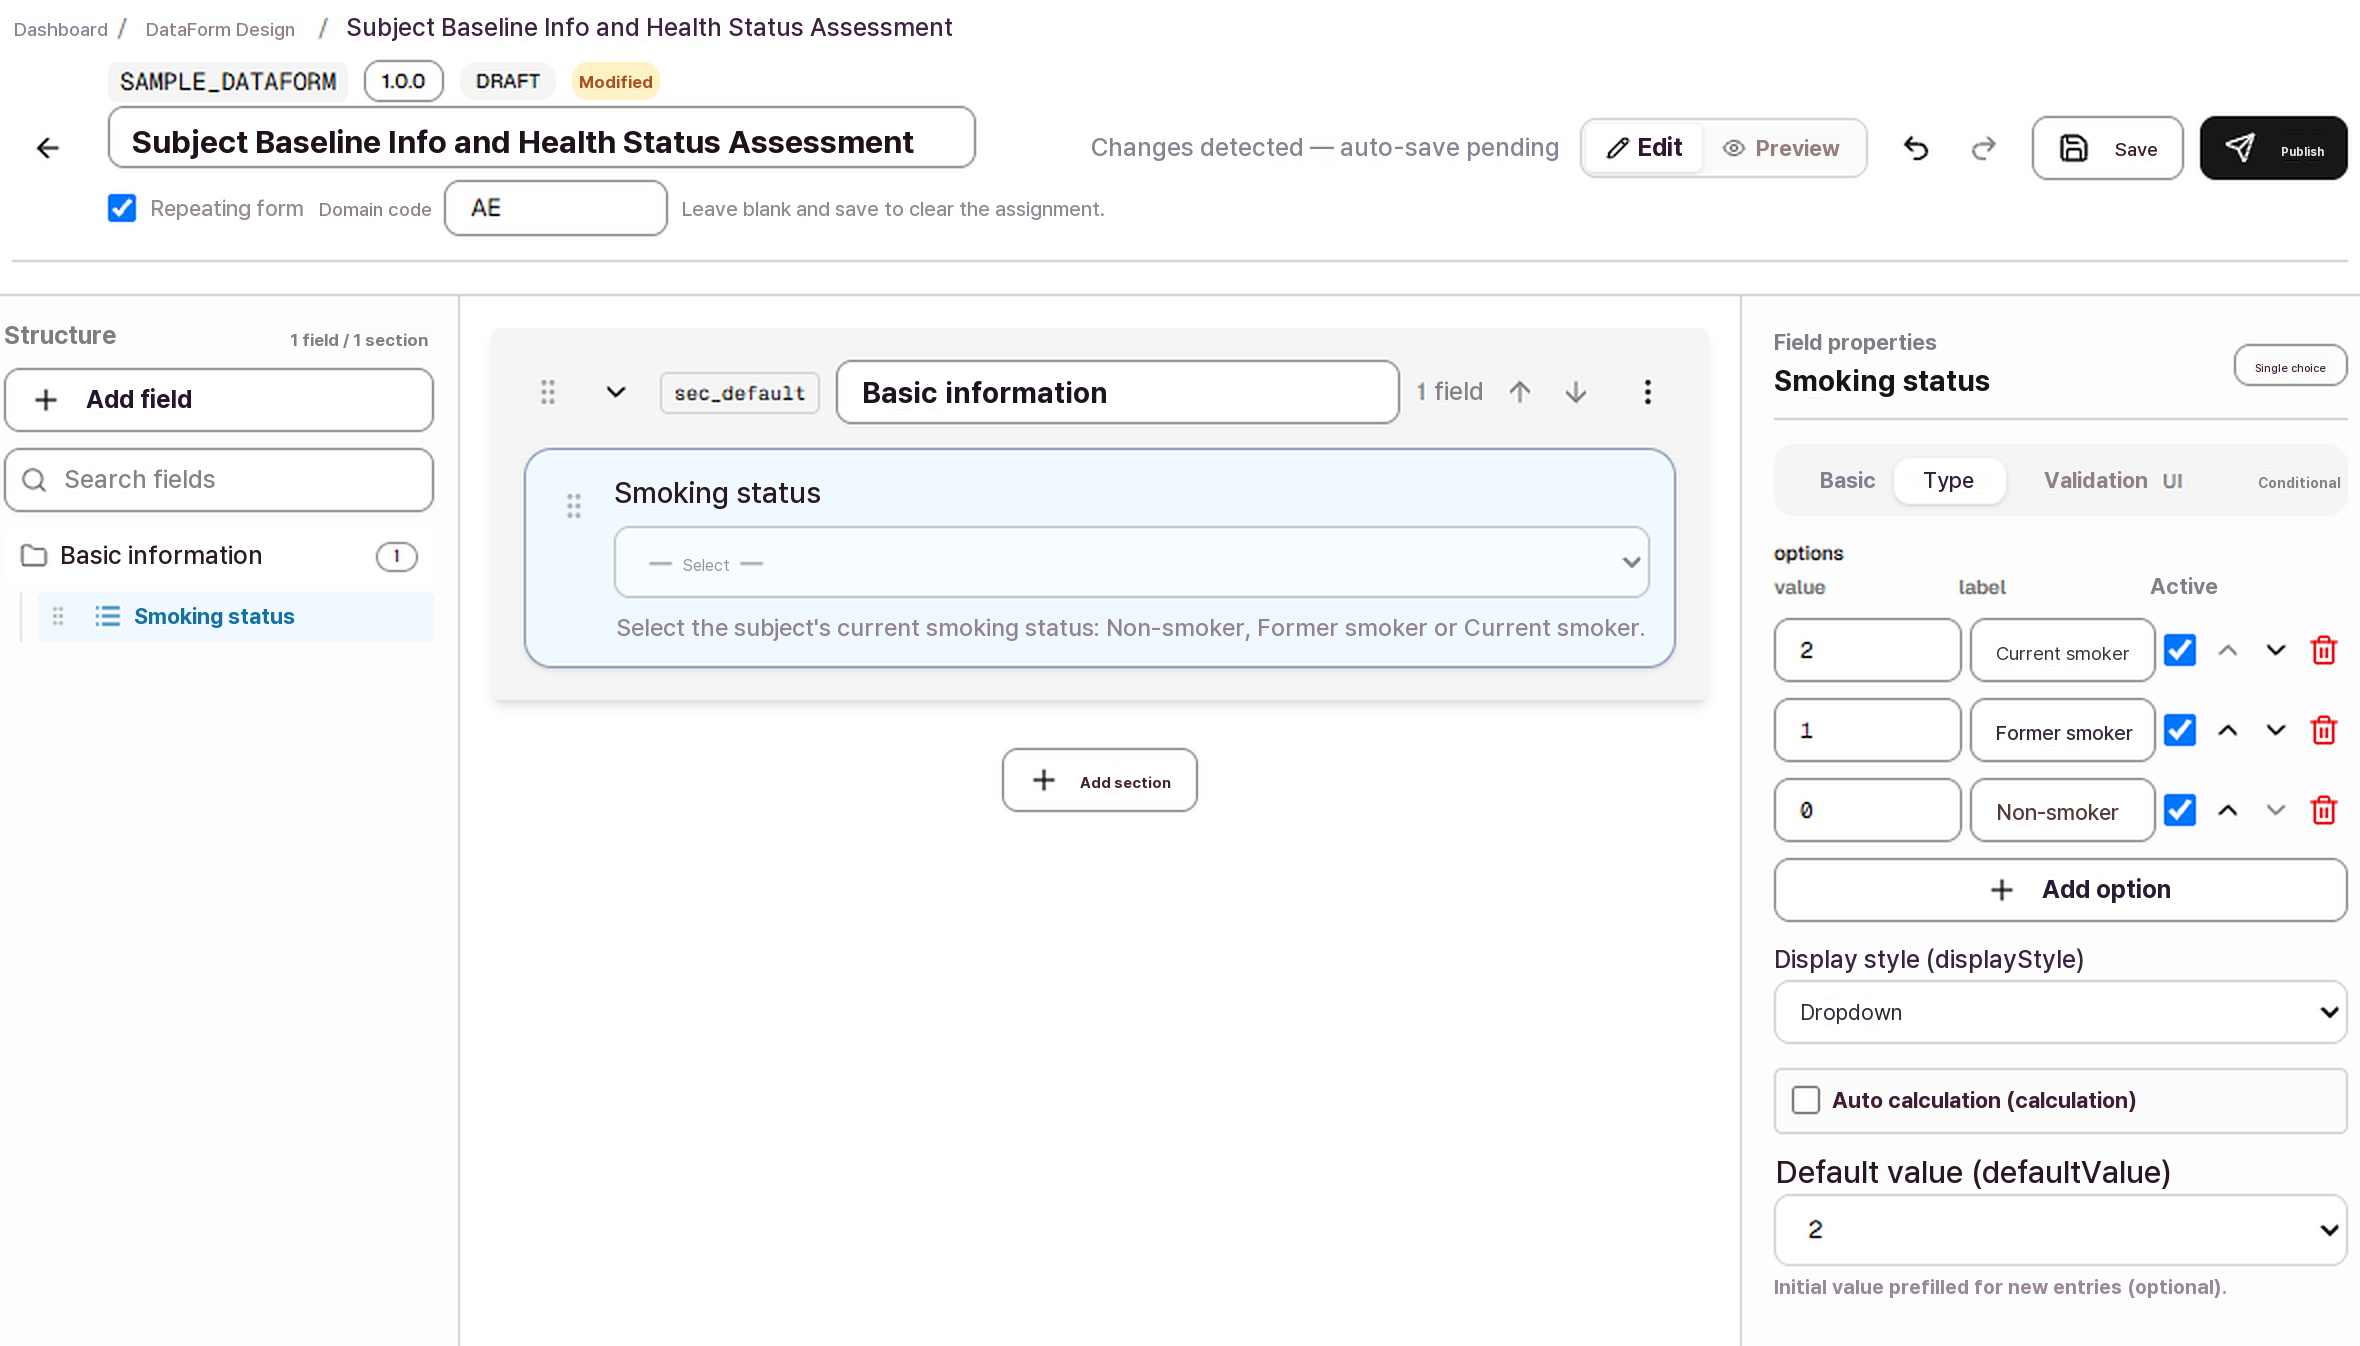 Dashboard / DataForm Design / Subject Baseline Info and Health Status Assessment
SAMPLE_DATAFORM 1.0.0 DRAFT Modified
Subject Baseline Info and Health Status Assessment
Changes detected — auto-save pending Edit Preview Save Publish
Repeating form Domain code AE Leave blank and save to clear the assignment.
Structure 1 field / 1 section
Add field
Search fields
Basic information 1
Smoking status
sec_default Basic information 1 field
Smoking status
— Select —
Select the subject's current smoking status: Non-smoker, Former smoker or Current smoker.
Add section
Field properties
Smoking status Single choice
Basic Type Validation UI Conditional
options
value label Active
2 Current smoker
1 Former smoker
0 Non-smoker
Add option
Display style (displayStyle)
Dropdown
Auto calculation (calculation)
Default value (defaultValue)
2
Initial value prefilled for new entries (optional).